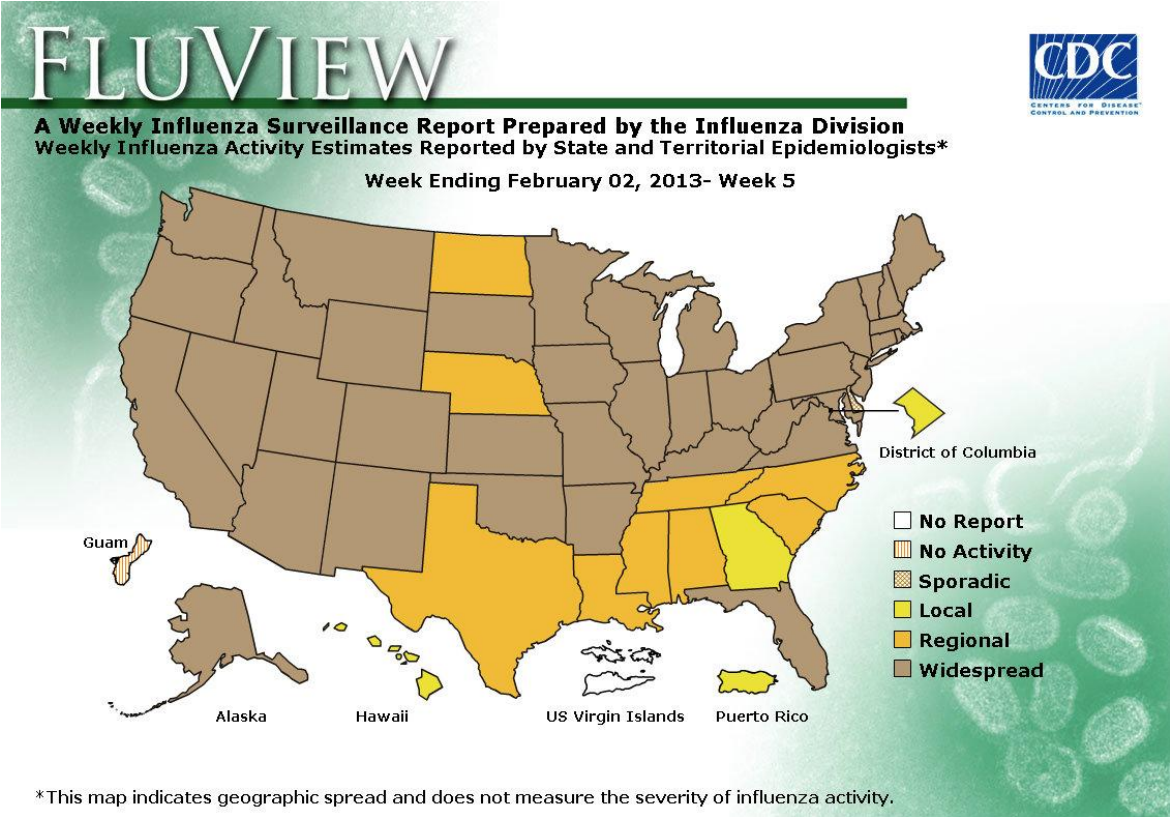 FLUVIEW
CDC
CENTERS FOR DISEASE
CONTROL AND PREVENTION
A Weekly Influenza Surveillance Report Prepared by the Influenza Division
Weekly Influenza Activity Estimates Reported by State and Territorial Epidemiologists*
Week Ending February 02, 2013- Week 5
District of Columbia
Guam
No Report
No Activity
Sporadic
Local
Regional
Widespread
Alaska
Hawaii
US Virgin Islands
Puerto Rico
*This map indicates geographic spread and does not measure the severity of influenza activity.